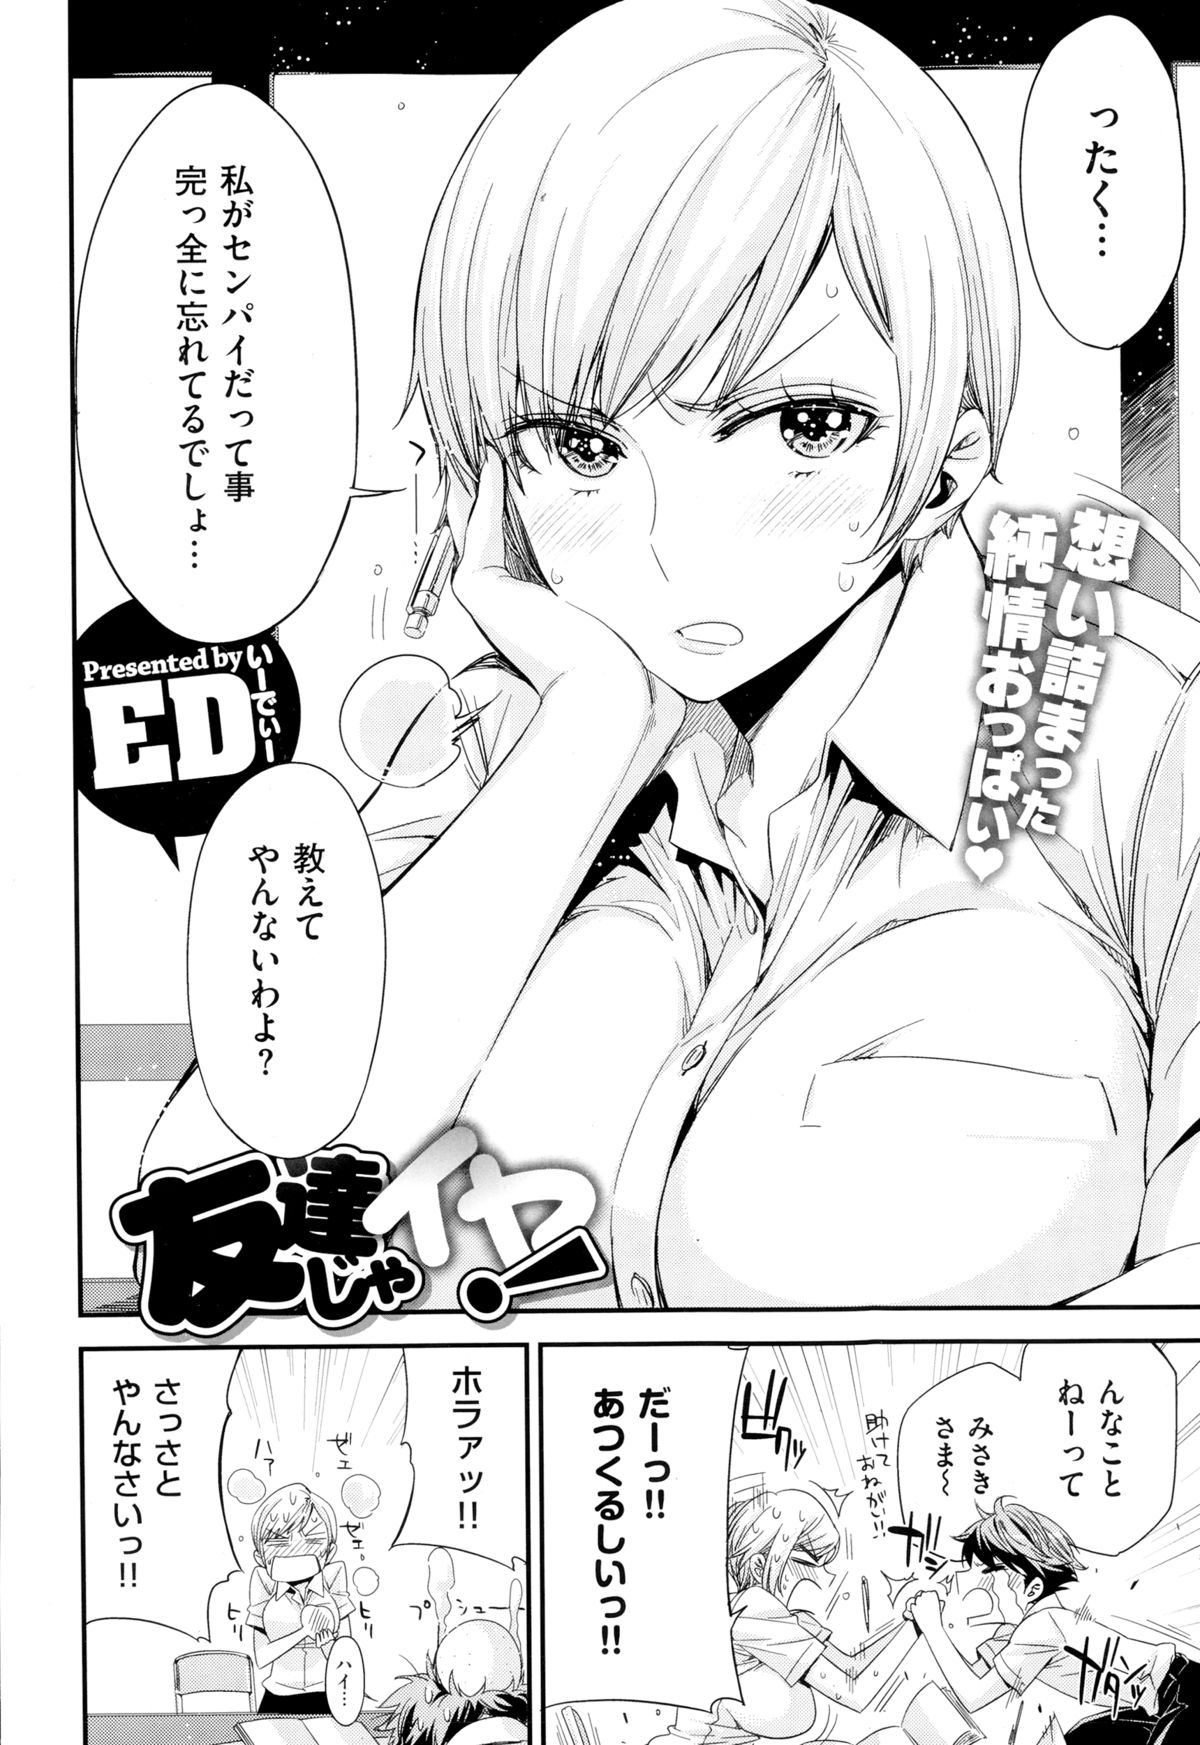 ったく…
私がセンパイだって事
完っ全に忘れてるでしょ…
想い詰まった
純情おっぱい♥
Presented by
ED
いーでぃー
教えて
やんないわよ？
友達じゃイヤ!
んなこと
ねーって
みさき
さま～
助けて
おねがい!!
だーっ!!
あつくるしいっ!!
ホラァッ!!
さっさと
やんなさいっ!!
ゼェ
ハァ
ゼェ
プシュー
ハイ…